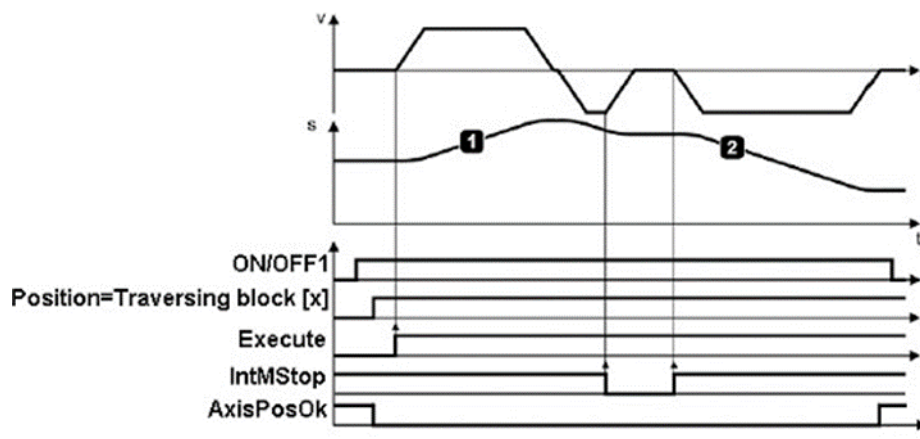 v
s
1
2
t
ON/OFF1
Position=Traversing block [x]
Execute
IntMStop
AxisPosOk